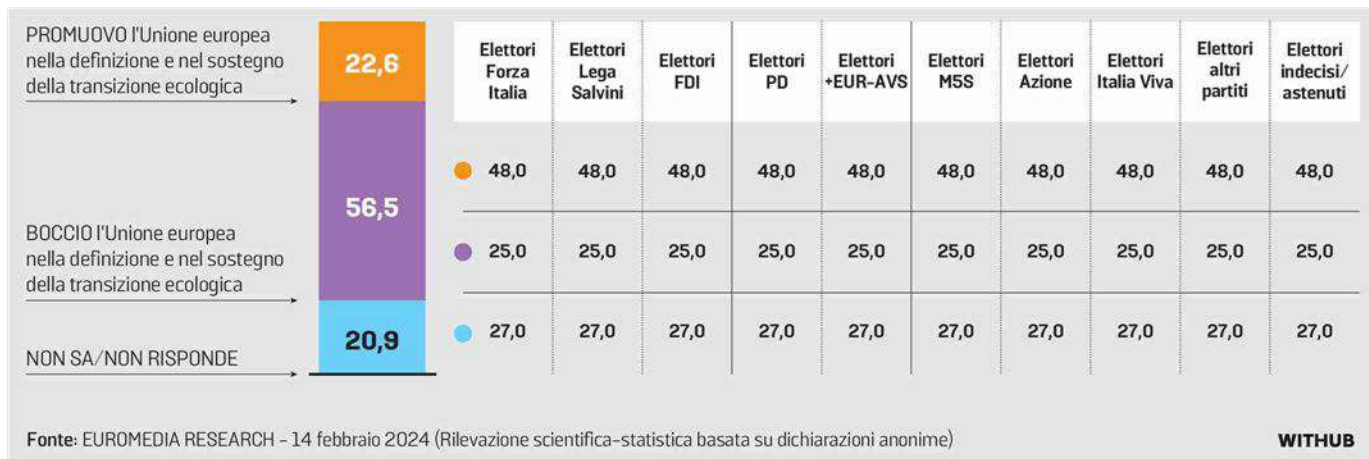 PROMUOVO l'Unione europea
nella definizione e nel sostegno
della transizione ecologica
22,6
56,5
BOCCIO l'Unione europea
nella definizione e nel sostegno
della transizione ecologica
20,9
NON SA/NON RISPONDE
Elettori
Forza
Italia
Elettori
Lega
Salvini
Elettori
FDI
Elettori
PD
Elettori
+EUR-AVS
Elettori
M5S
Elettori
Azione
Elettori
Italia Viva
Elettori
altri
partiti
Elettori
indecisi/
astenuti
48,0 48,0 48,0 48,0 48,0 48,0 48,0 48,0 48,0 48,0
25,0 25,0 25,0 25,0 25,0 25,0 25,0 25,0 25,0 25,0
27,0 27,0 27,0 27,0 27,0 27,0 27,0 27,0 27,0 27,0
Fonte: EUROMEDIA RESEARCH - 14 febbraio 2024 (Rilevazione scientifica-statistica basata su dichiarazioni anonime)
WITHUB